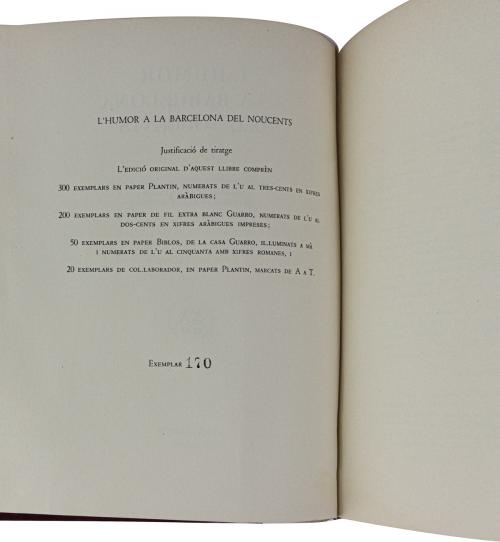 L'HUMOR A LA BARCELONA DEL NOUCENTS
Justificació de tiratge
L'EDICIÓ ORIGINAL D'AQUEST LLIBRE COMPRÈN
300 EXEMPLARS EN PAPER PLANTIN, NUMERATS DE L'U AL TRES-CENTS EN XIFRES
ARÀBIGUES;
200 EXEMPLARS EN PAPER DE FIL EXTRA BLANC GUARRO, NUMERATS DE L'U AL
DOS-CENTS EN XIFRES ARÀBIGUES IMPRESES;
50 EXEMPLARS EN PAPER BIBLOS, DE LA CASA GUARRO, IL.LUMINATS A MÀ
I NUMERATS DE L'U AL CINQUANTA AMB XIFRES ROMANES, I
20 EXEMPLARS DE COL.LABORADOR, EN PAPER PLANTIN, MARCATS DE A a T.
EXEMPLAR 170